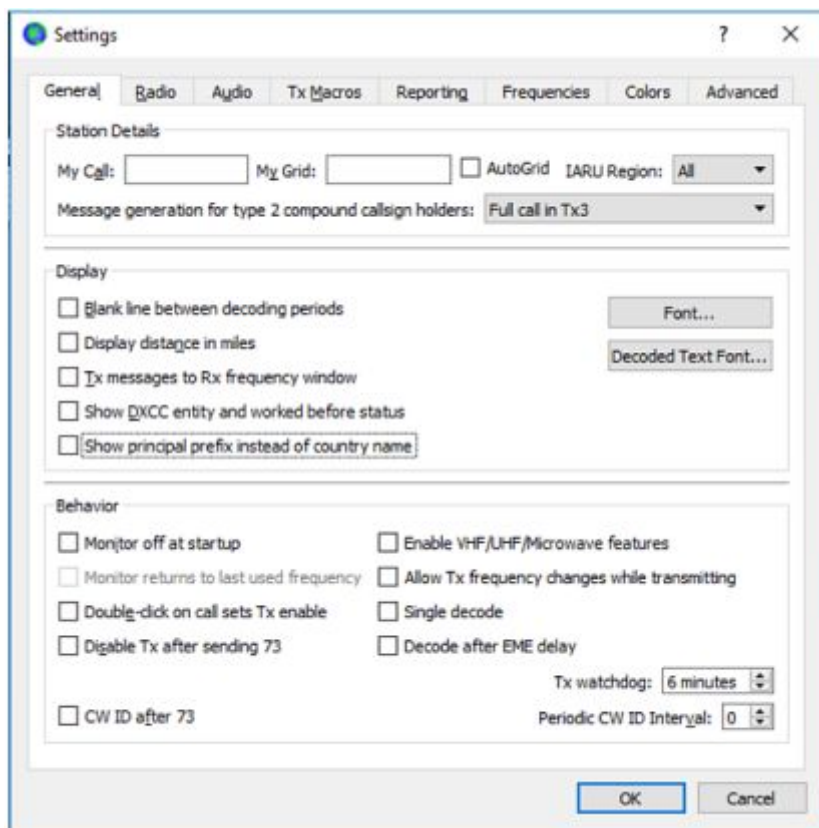 Settings
General Radio Audio Tx Macros Reporting Frequencies Colors Advanced
Station Details
My Call: My Grid: AutoGrid IARU Region: All
Message generation for type 2 compound callsign holders: Full call in Tx3
Display
Blank line between decoding periods
Font...
Display distance in miles
Decoded Text Font...
Tx messages to Rx frequency window
Show DXCC entity and worked before status
Show principal prefix instead of country name
Behavior
Monitor off at startup Enable VHF/UHF/Microwave features
Monitor returns to last used frequency Allow Tx frequency changes while transmitting
Double-click on call sets Tx enable Single decode
Disable Tx after sending 73 Decode after EME delay
Tx watchdog: 6 minutes
CW ID after 73 Periodic CW ID Interval: 0
OK Cancel